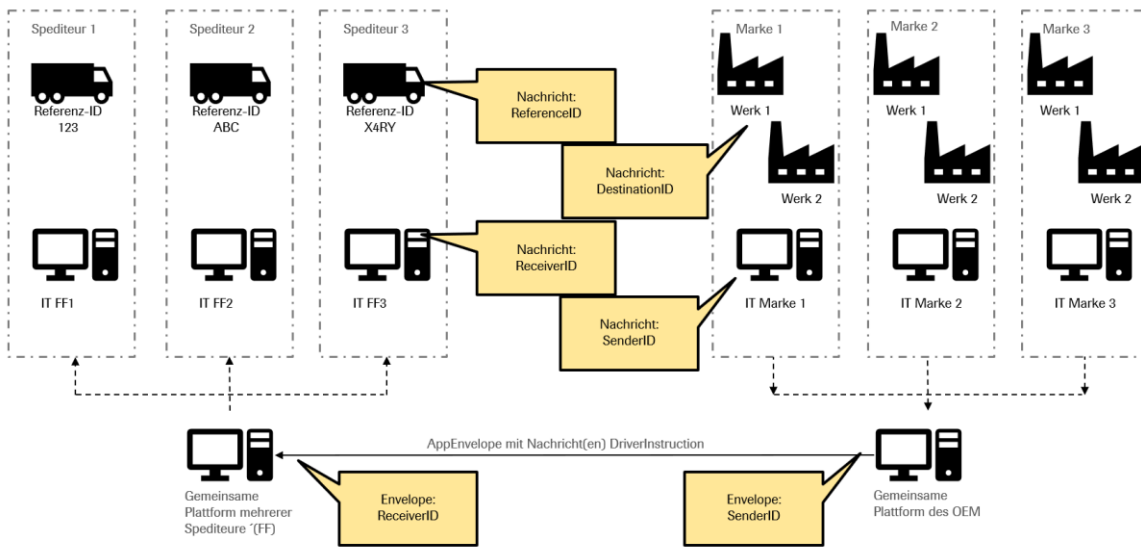 Spediteur 1
Spediteur 2
Spediteur 3
Marke 1
Marke 2
Marke 3
Referenz-ID
123
Referenz-ID
ABC
Referenz-ID
X4RY
Nachricht:
ReferenceID
Werk 1
Werk 1
Werk 1
Nachricht:
DestinationID
Werk 2
Werk 2
Werk 2
Nachricht:
ReceiverID
IT FF1
IT FF2
IT FF3
IT Marke 1
IT Marke 2
IT Marke 3
Nachricht:
SenderID
AppEnvelope mit Nachricht(en) DriverInstruction
Gemeinsame
Plattform mehrerer
Spediteure ´(FF)
Envelope:
ReceiverID
Envelope:
SenderID
Gemeinsame
Plattform des OEM